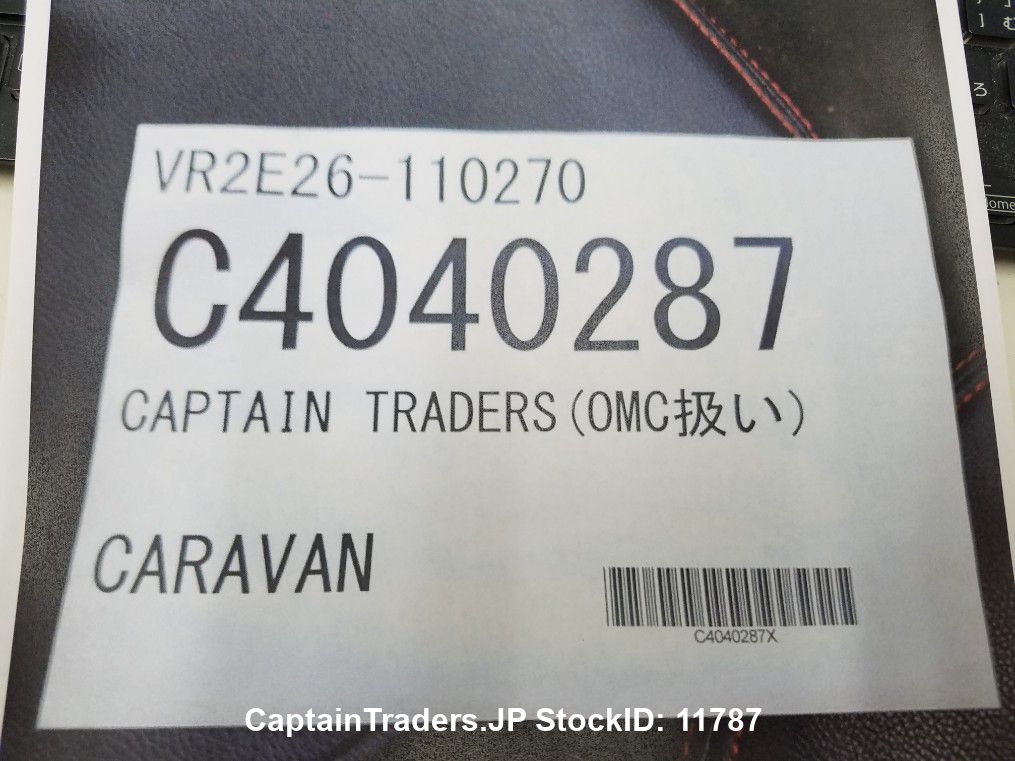 VR2E26-110270
C4040287
CAPTAIN TRADERS(OMC扱い)
CARAVAN
C4040287X
CaptainTraders.JP StockID: 11787